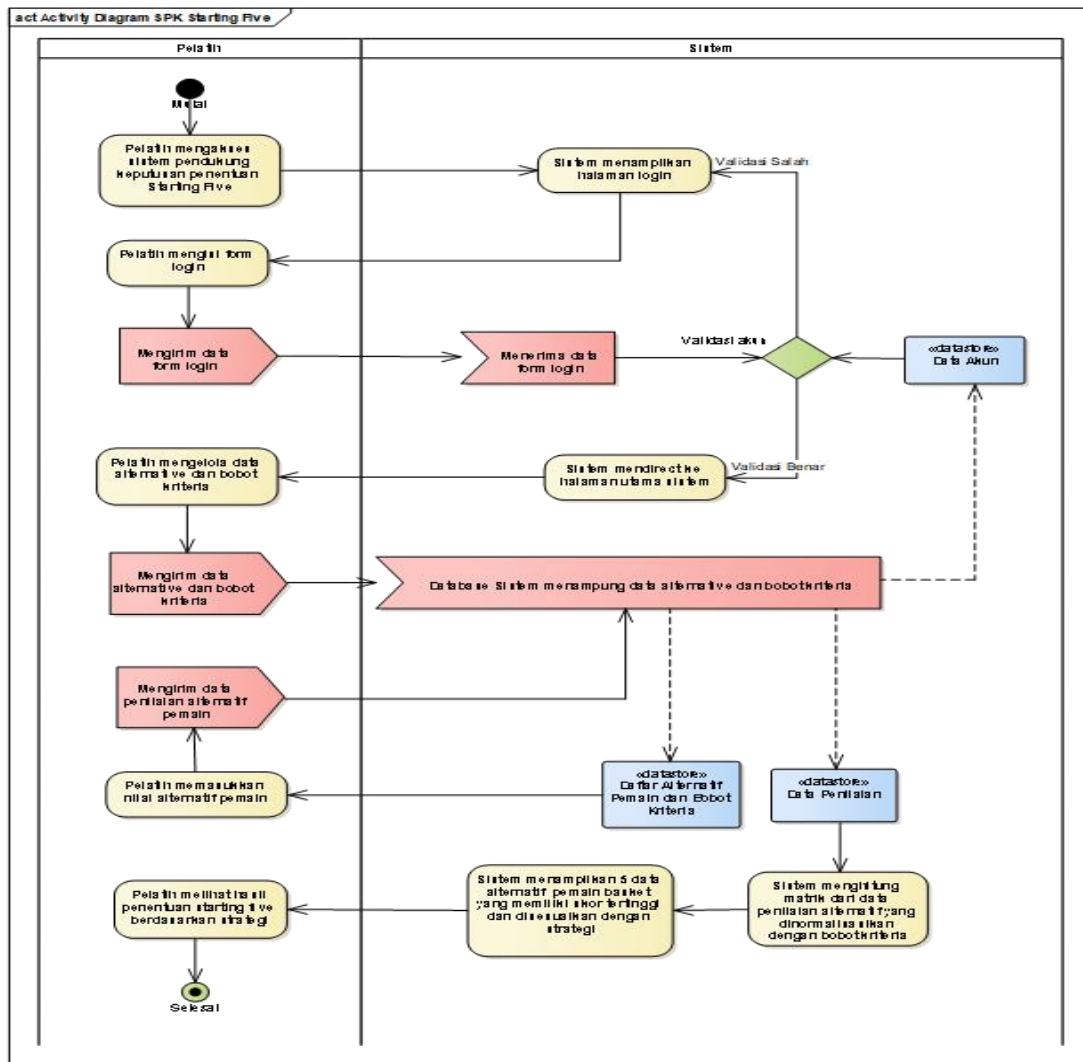 act Activity Diagram SPK Starting Five
Pelatih
Sistem
Mulai
Pelatih mengakses
sistem pendukung
keputusan penentuan
Starting Five
Sistem menampilkan
halaman login
Validasi Salah
Pelatih mengisi form
login
Mengirim data
form login
Menerima data
form login
Validasi akun
«datastore»
Data Akun
Pelatih mengelola data
alternative dan bobot
kriteria
Sistem mendirect ke
halaman utama sistem
Validasi Benar
Mengirim data
alternative dan bobot
kriteria
Database Sistem menampung data alternative dan bobot kriteria
Mengirim data
penilaian alternatif
pemain
Pelatih memasukkan
nilai alternatif pemain
«datastore»
Daftar Alternatif
Pemain dan Bobot
Kriteria
«datastore»
Data Penilaian
Pelatih melihat hasil
penentuan starting five
berdasarkan strategi
Sistem menampilkan 5 data
alternatif pemain basket
yang memiliki skor tertinggi
dan disesuaikan dengan
strategi
Sistem menghitung
matrik dari data
penilaian alternatif yang
dinormalisasikan
dengan bobot kriteria
Selesai